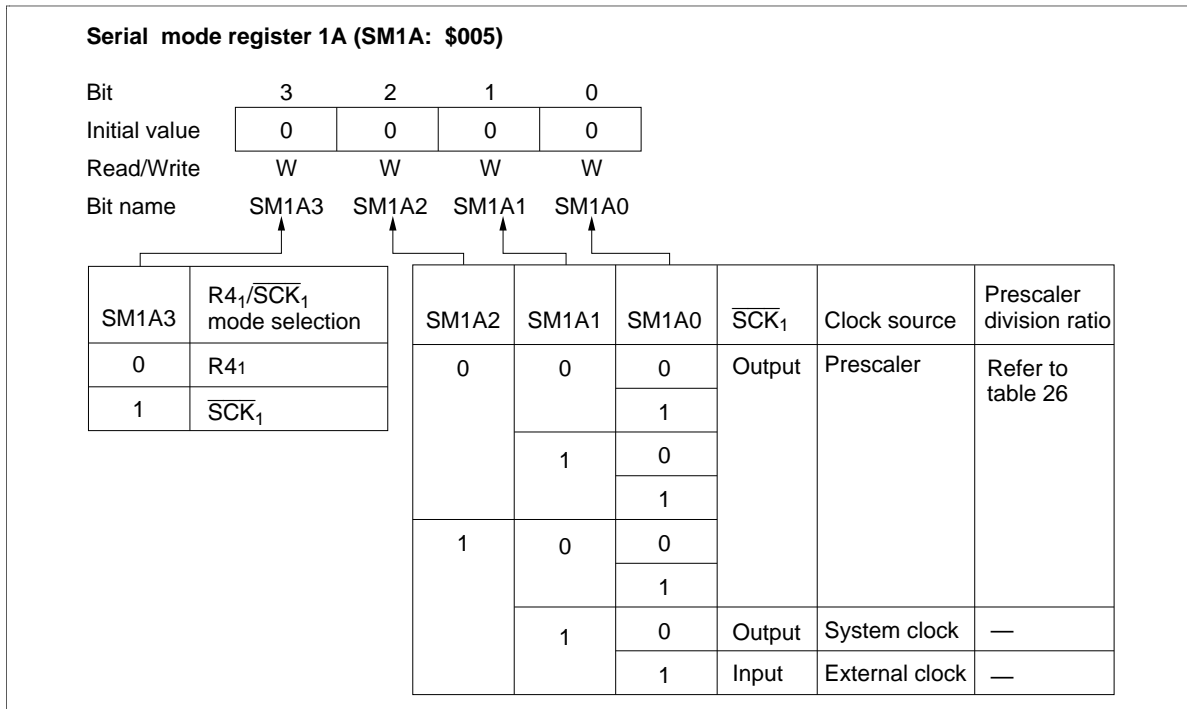 Serial mode register 1A (SM1A: $005)
Bit 3 2 1 0
Initial value 0 0 0 0
Read/Write W W W W
Bit name SM1A3 SM1A2 SM1A1 SM1A0
SM1A3 R4₁/S̅C̅K̅₁ mode selection
0 R4₁
1 S̅C̅K̅₁
SM1A2 SM1A1 SM1A0 S̅C̅K̅₁ Clock source Prescaler division ratio
0 0 0 Output Prescaler Refer to table 26
1
1 0
1
1 0 0
1
1 0 Output System clock —
1 Input External clock —